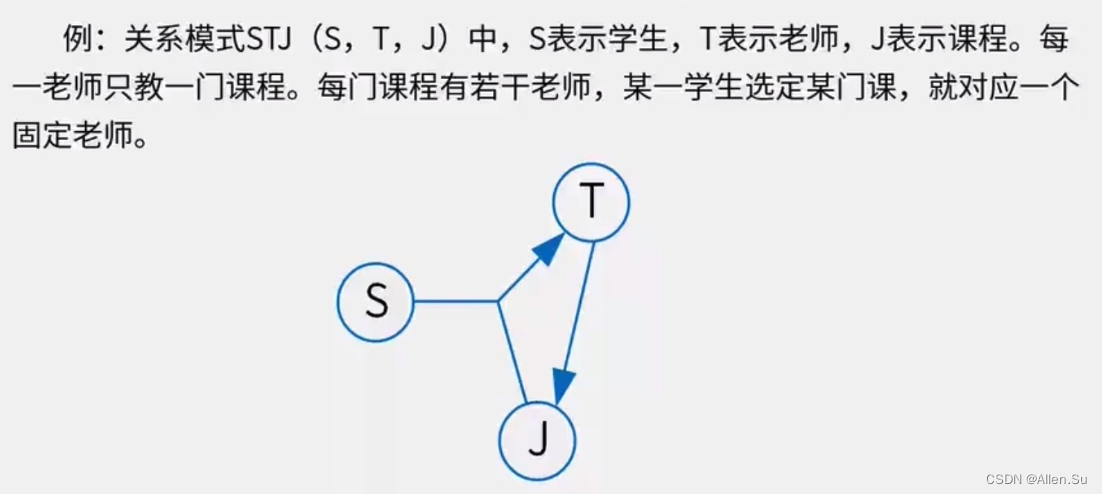 例：关系模式STJ（S，T，J）中，S表示学生，T表示老师，J表示课程。每
一老师只教一门课程。每门课程有若干老师，某一学生选定某门课，就对应一个
固定老师。
T
S
J
CSDN @Allen.Su